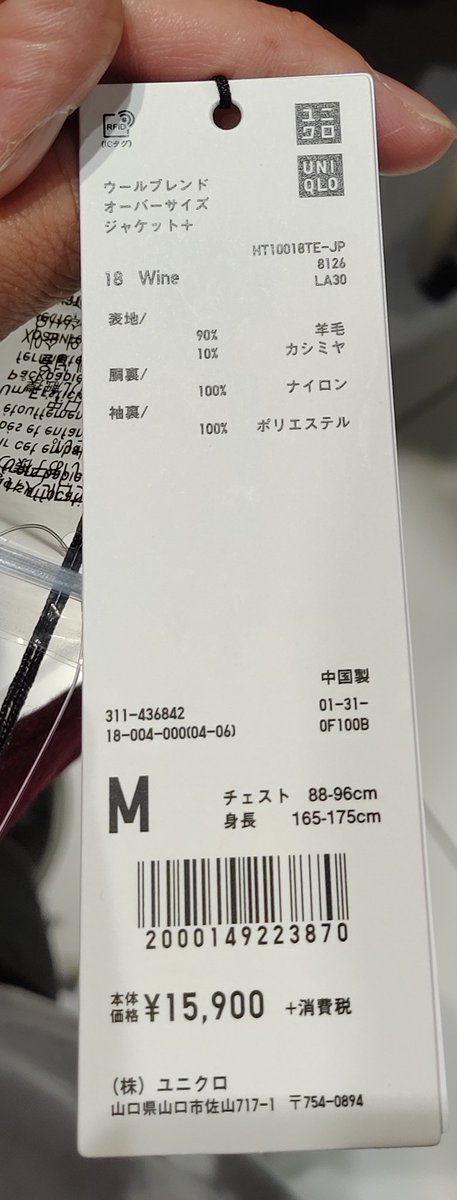 RFID
(ICタグ)
ユニ
クロ
UNI
QLO
ウールブレンド
オーバーサイズ
ジャケット+
HT10018TE-JP
8126
18 Wine LA30
表地/
90% 羊毛
10% カシミヤ
胴裏/
100% ナイロン
袖裏/
100% ポリエステル
中国製
311-436842 01-31-
18-004-000(04-06) 0F100B
M
チェスト 88-96cm
身長 165-175cm
2000149223870
本体価格 ¥15,900 +消費税
(株) ユニクロ
山口県山口市佐山717-1 〒754-0894